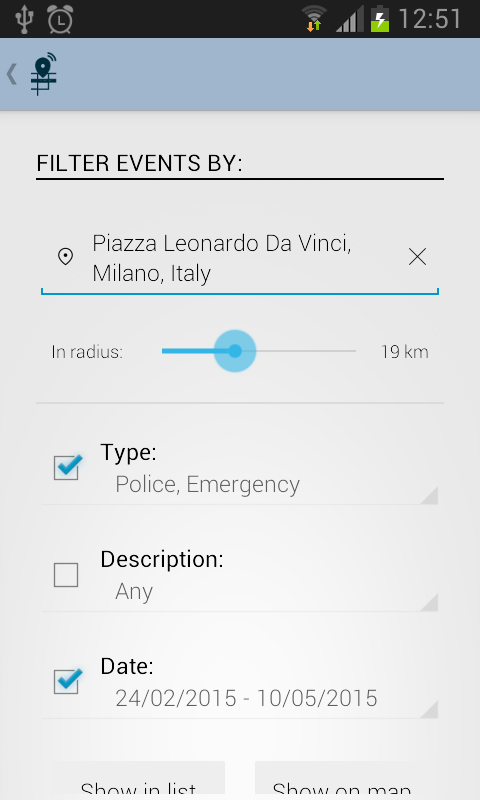 12:51
FILTER EVENTS BY:
Piazza Leonardo Da Vinci,
Milano, Italy
In radius:
19 km
Type:
Police, Emergency
Description:
Any
Date:
24/02/2015 - 10/05/2015
Show in list
Show on map